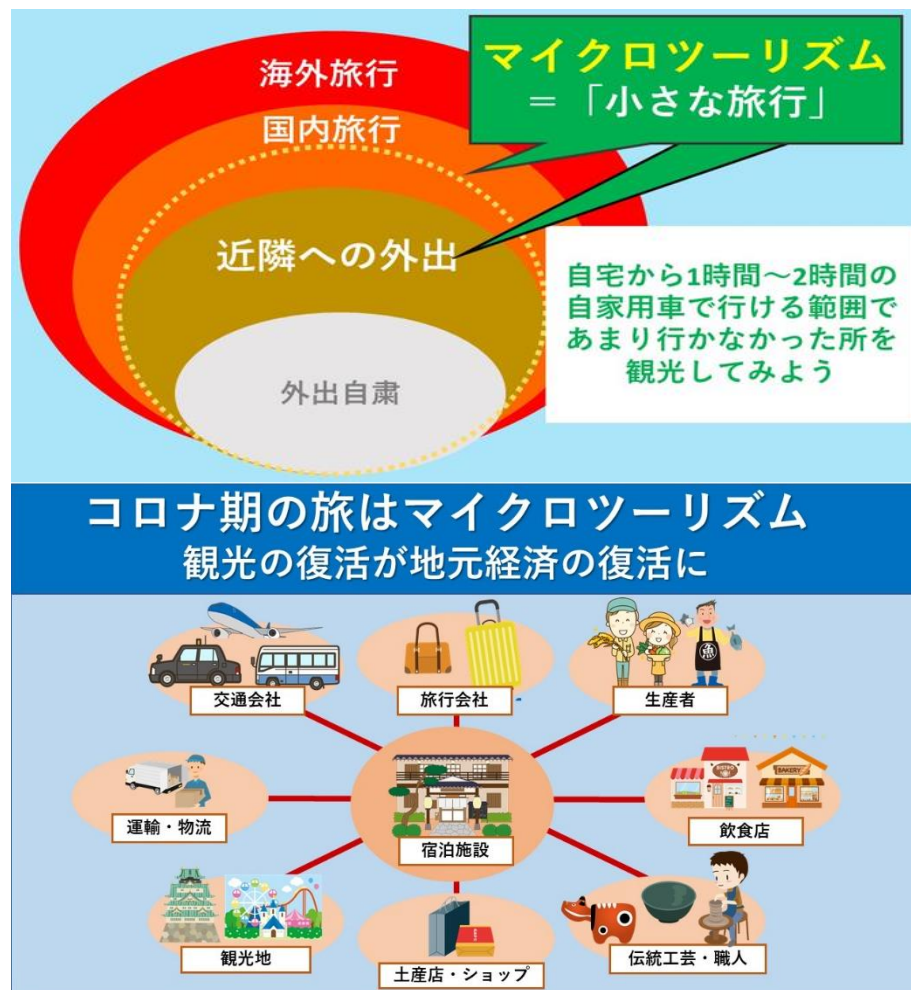 海外旅行
国内旅行
近隣への外出
外出自粛
マイクロツーリズム
=「小さな旅行」
自宅から1時間~2時間の
自家用車で行ける範囲で
あまり行かなかった所を
観光してみよう
コロナ期の旅はマイクロツーリズム
観光の復活が地元経済の復活に
交通会社
旅行会社
生産者
魚
運輸・物流
宿泊施設
BISTRO
BAKERY
飲食店
観光地
土産店・ショップ
伝統工芸・職人